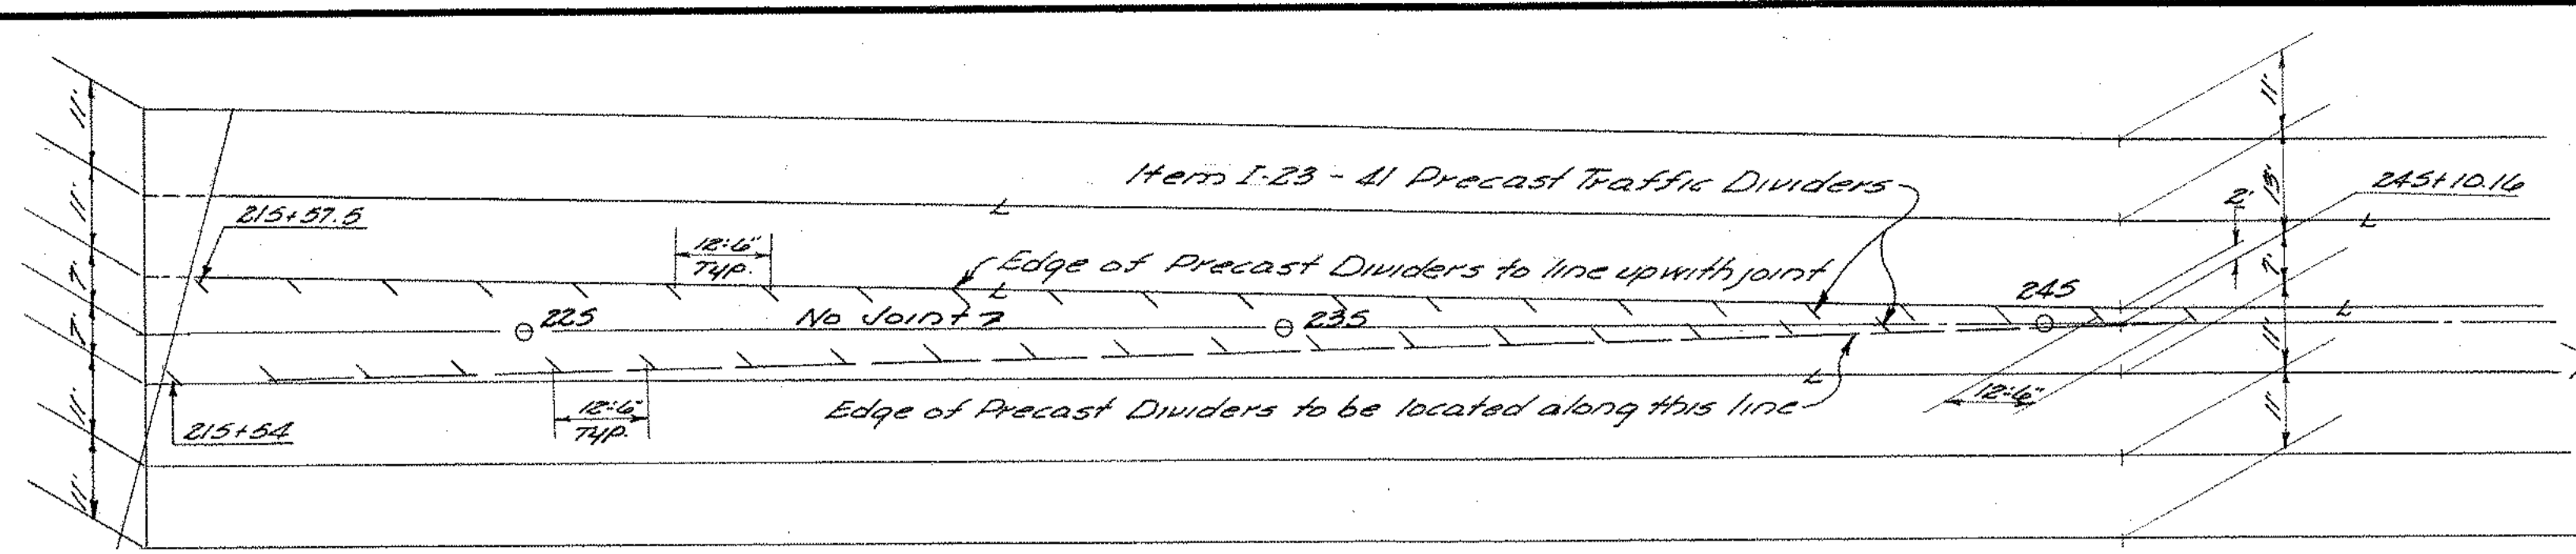 11'
11'
7'
7'
11'
11'
215+57.5
215+54
12'-6"
TYP.
12'-6"
TYP.
Item I-23 - 41 Precast Traffic Dividers
L
Edge of Precast Dividers to line up with joint
L
225
No Joint
235
245
L
L
Edge of Precast Dividers to be located along this line
12'-6"
2'
11'
13'
7'
11'
11'
245+10.16
L